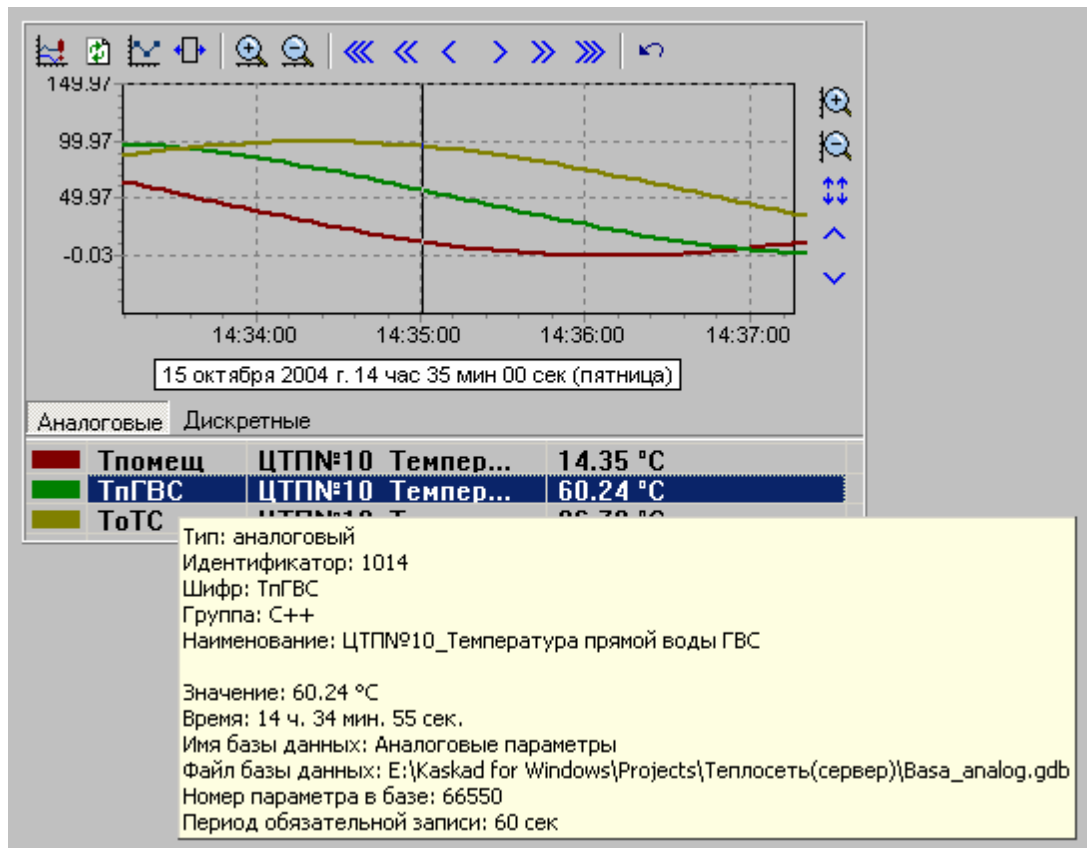 149.97
99.97
49.97
-0.03
14:34:00 14:35:00 14:36:00 14:37:00
15 октября 2004 г. 14 час 35 мин 00 сек (пятница)
Аналоговые Дискретные
Тпомещ ЦТП№10 Темпер... 14.35 °C
ТпГВС ЦТП№10 Темпер... 60.24 °C
ТоТС
Тип: аналоговый
Идентификатор: 1014
Шифр: ТпГВС
Группа: C++
Наименование: ЦТП№10_Температура прямой воды ГВС
Значение: 60.24 °C
Время: 14 ч. 34 мин. 55 сек.
Имя базы данных: Аналоговые параметры
Файл базы данных: E:\Kaskad for Windows\Projects\Теплосеть(сервер)\Basa_analog.gdb
Номер параметра в базе: 66550
Период обязательной записи: 60 сек